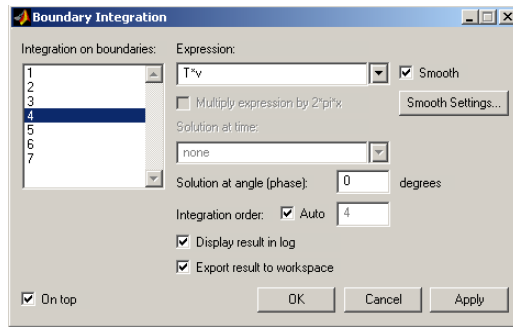 Boundary Integration
Integration on boundaries:
1
2
3
4
5
6
7
Expression:
T*v
Smooth
Multiply expression by 2*pi*x
Smooth Settings...
Solution at time:
none
Solution at angle (phase): 0 degrees
Integration order: Auto 4
Display result in log
Export result to workspace
On top
OK Cancel Apply